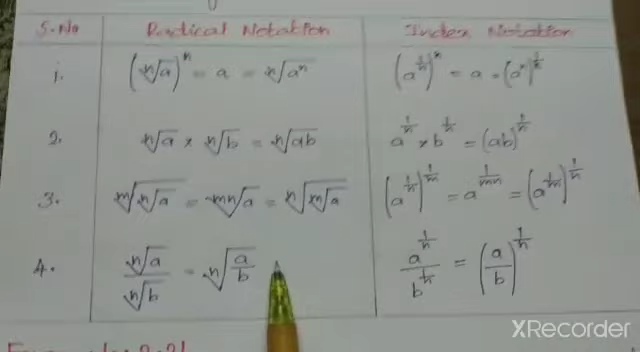 S.No Radical Notation Index Notation
1. (ⁿ√a)ⁿ = a = ⁿ√aⁿ (a^(1/n))ⁿ = a = (aⁿ)^(1/n)
2. ⁿ√a × ⁿ√b = ⁿ√ab a^(1/n) × b^(1/n) = (ab)^(1/n)
3. ᵐ√ⁿ√a = ᵐⁿ√a = ⁿ√ᵐ√a (a^(1/n))^(1/m) = a^(1/mn) = (a^(1/m))^(1/n)
4. ⁿ√a / ⁿ√b = ⁿ√(a/b) a^(1/n) / b^(1/n) = (a/b)^(1/n)
XRecorder